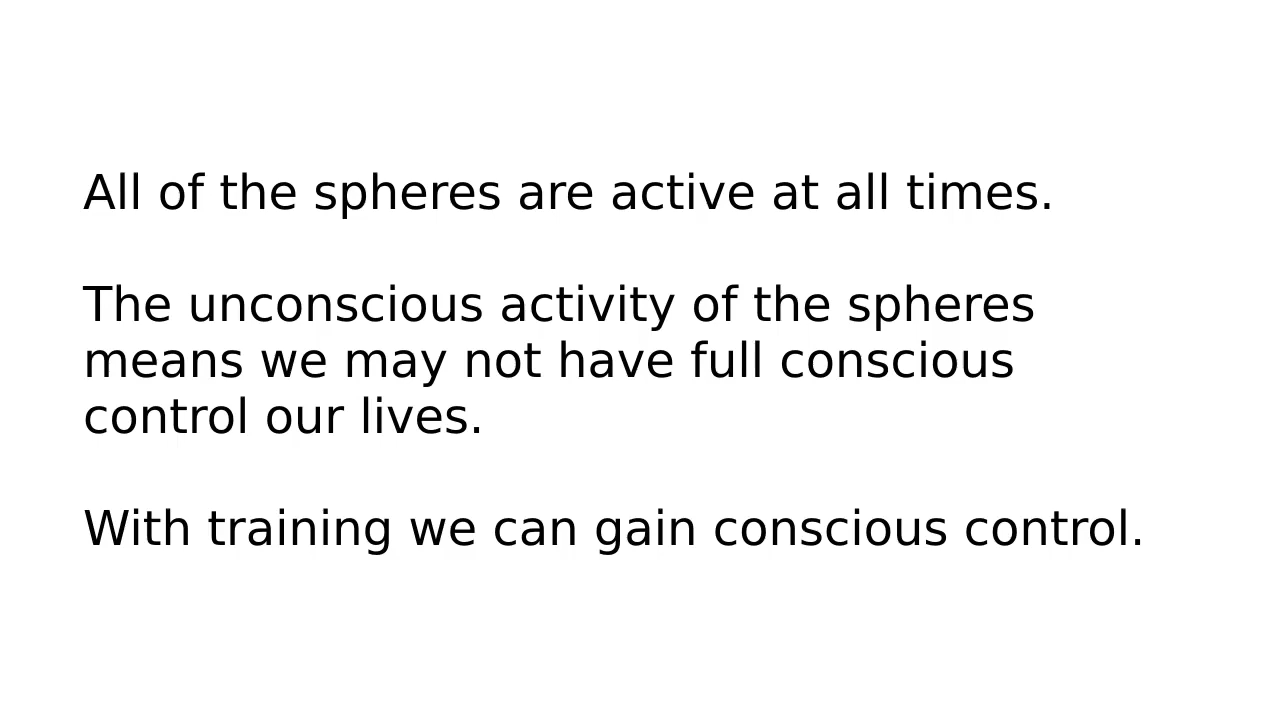 All of the spheres are active at all times.
The unconscious activity of the spheres
means we may not have full conscious
control our lives.
With training we can gain conscious control.